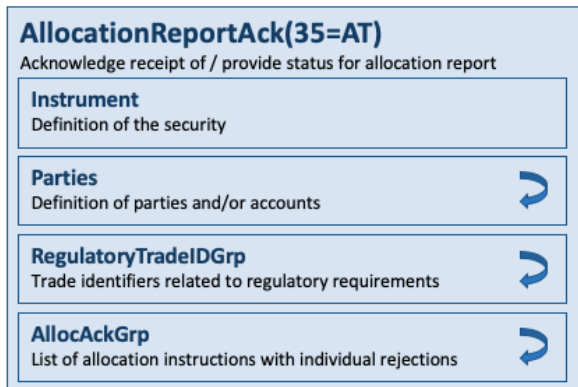 AllocationReportAck(35=AT)
Acknowledge receipt of / provide status for allocation report
Instrument
Definition of the security
Parties
Definition of parties and/or accounts
RegulatoryTradeIDGrp
Trade identifiers related to regulatory requirements
AllocAckGrp
List of allocation instructions with individual rejections